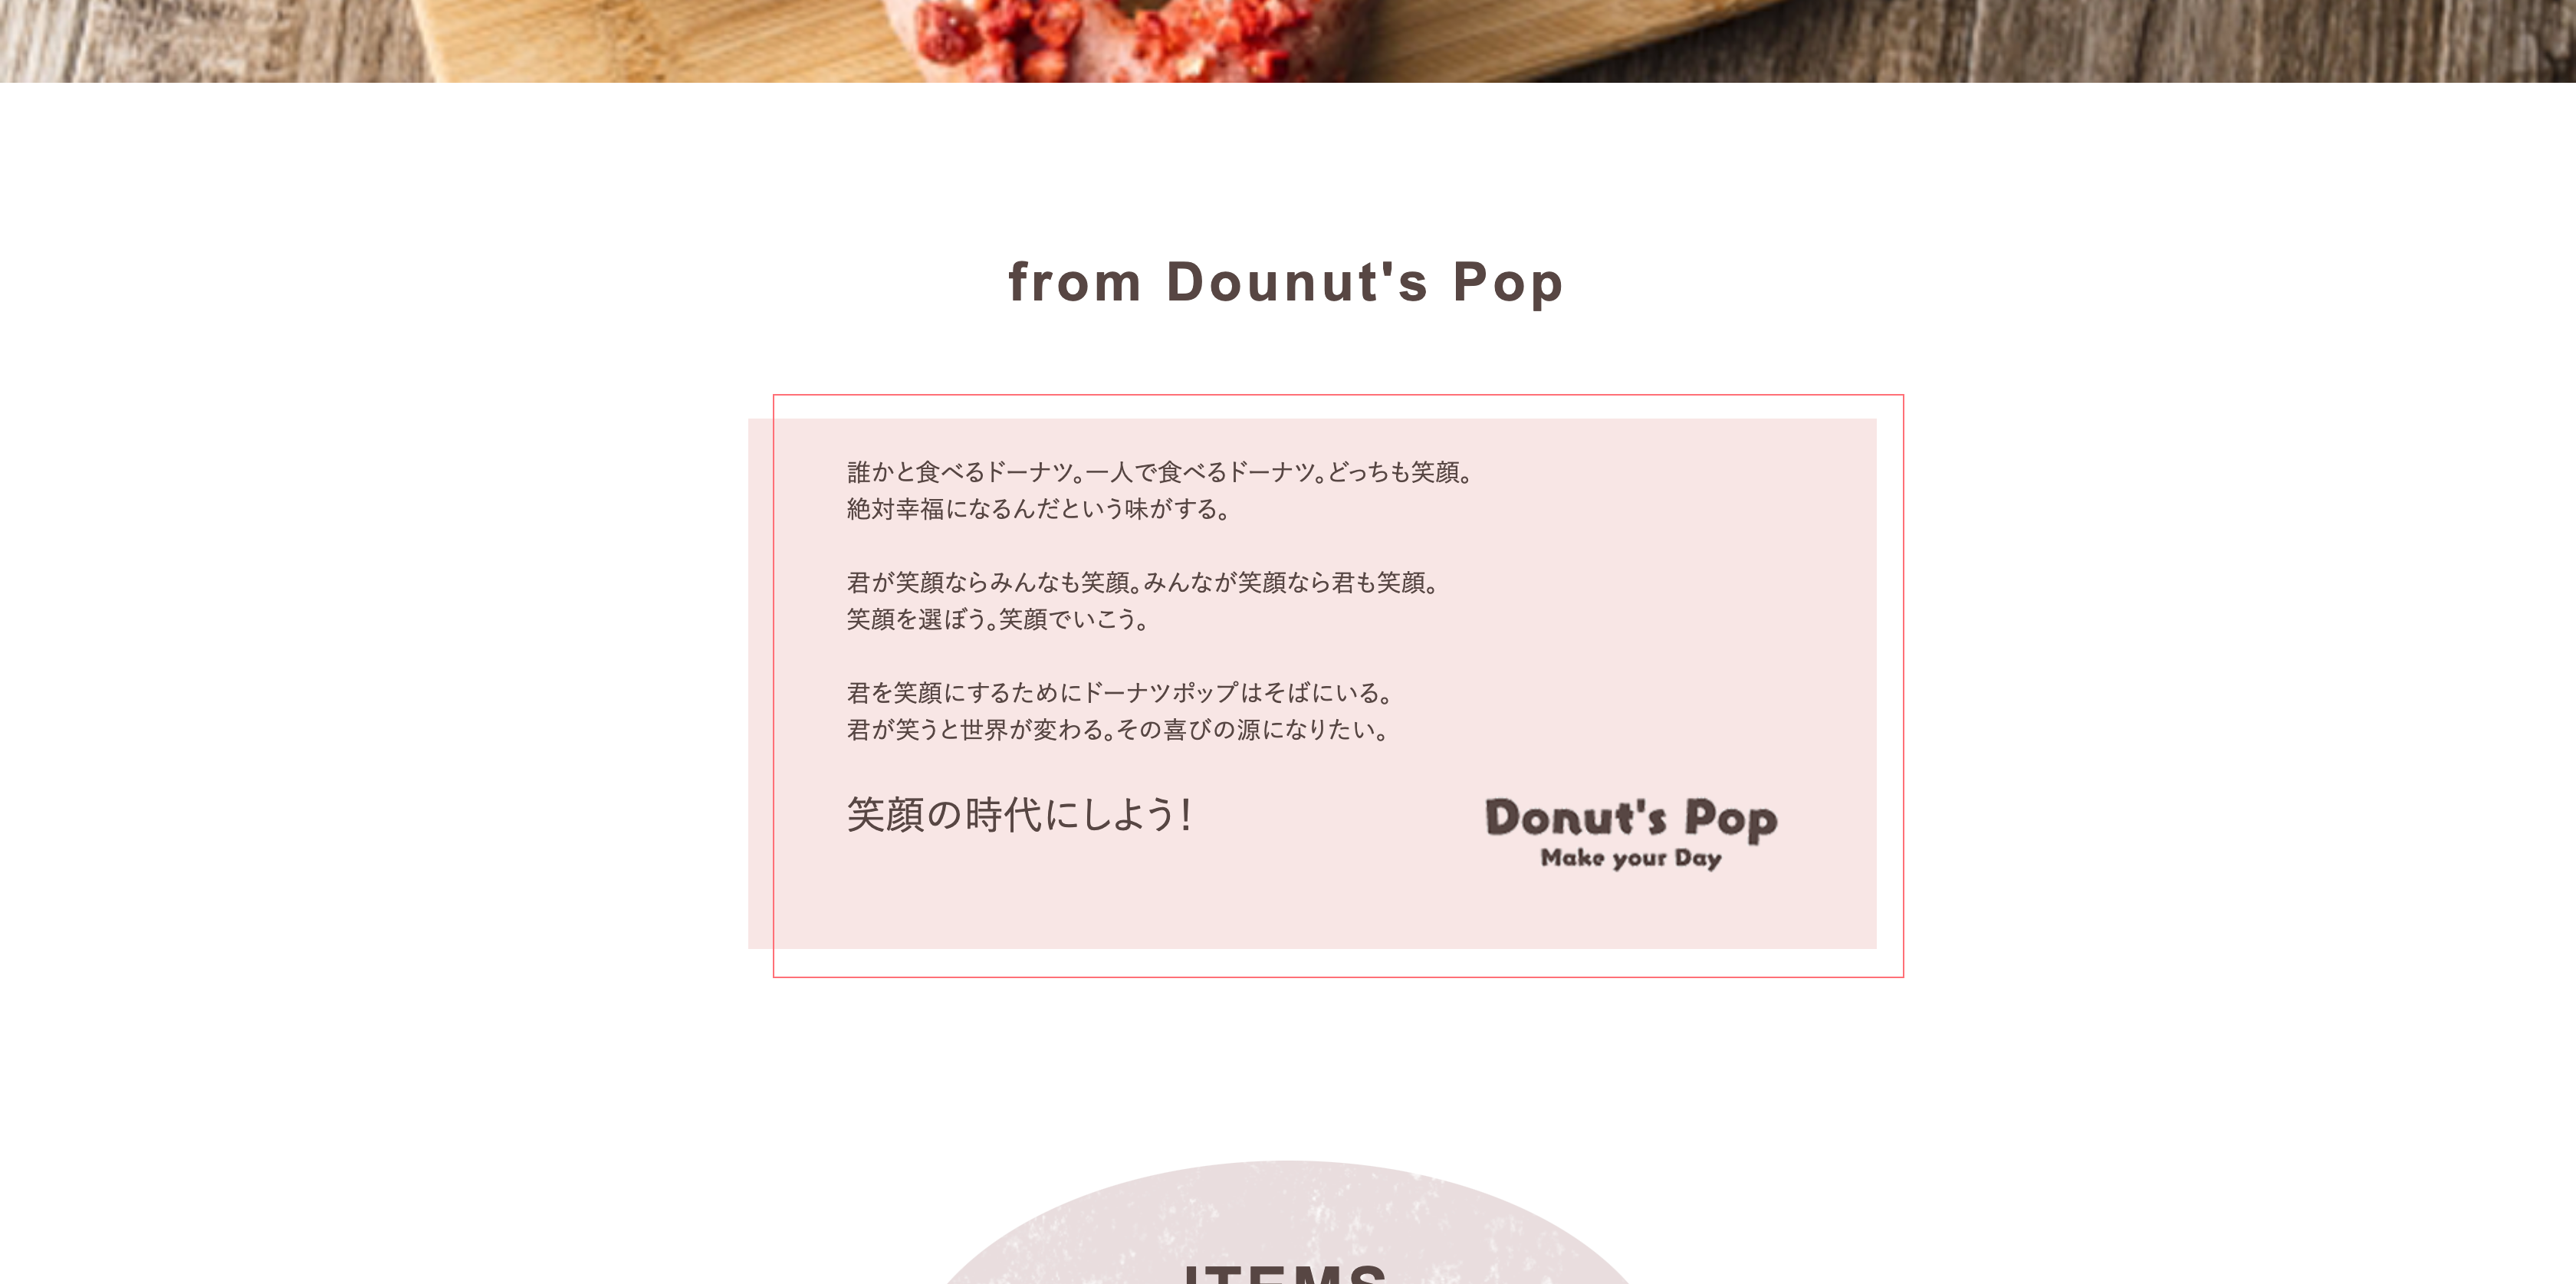 from Dounut's Pop
誰かと食べるドーナツ。一人で食べるドーナツ。どっちも笑顔。
絶対幸福になるんだという味がする。
君が笑顔ならみんなも笑顔。みんなが笑顔なら君も笑顔。
笑顔を選ぼう。笑顔でいこう。
君を笑顔にするためにドーナツポップはそばにいる。
君が笑うと世界が変わる。その喜びの源になりたい。
笑顔の時代にしよう！
Donut's Pop
Make your Day
ITEMS